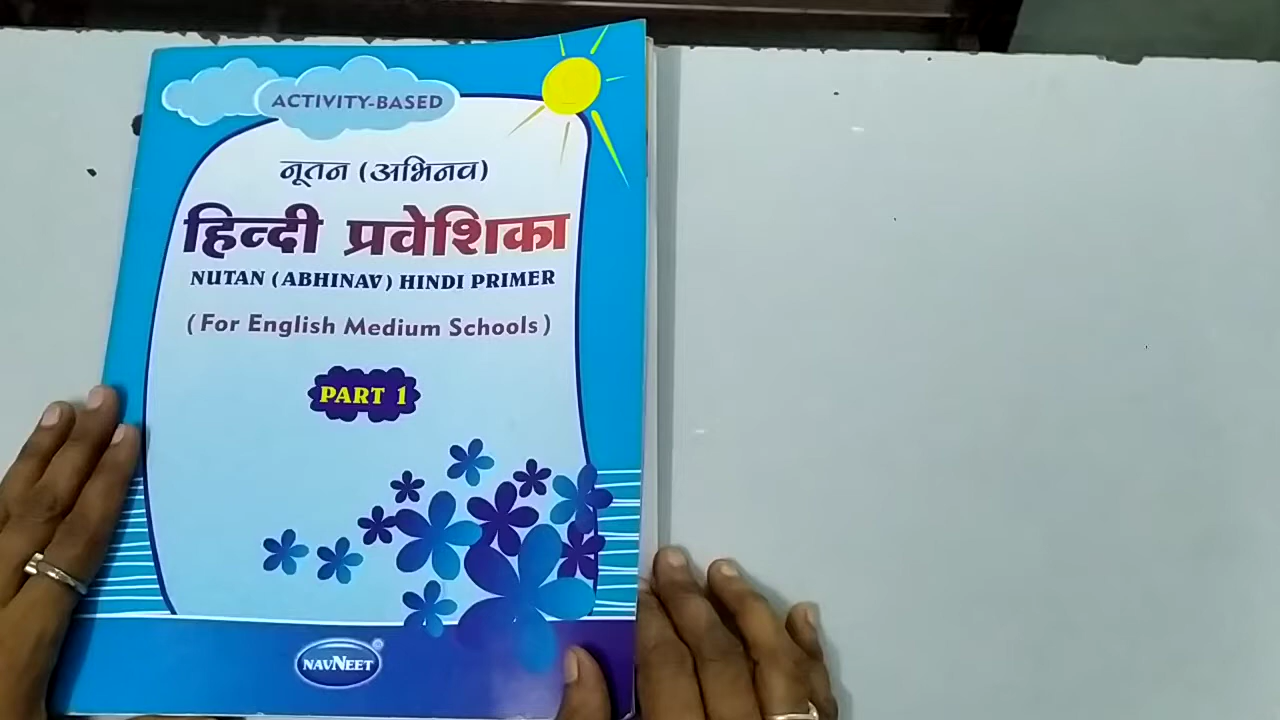 ACTIVITY-BASED
नूतन (अभिनव)
हिन्दी प्रवेशिका
NUTAN (ABHINAV) HINDI PRIMER
(For English Medium Schools)
PART 1
NAVNEET